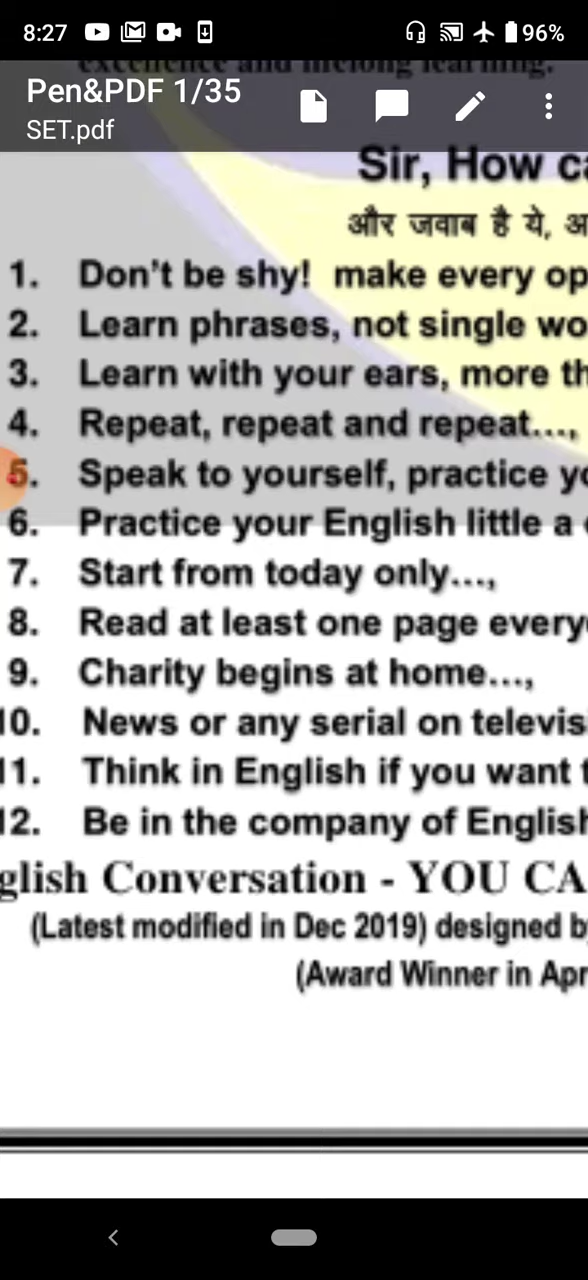 8:27
96%
excellence and lifelong learning.
Pen&PDF 1/35
SET.pdf
Sir, How ca
और जवाब है ये, अ
1. Don't be shy! make every op
2. Learn phrases, not single wo
3. Learn with your ears, more th
4. Repeat, repeat and repeat...,
5. Speak to yourself, practice yo
6. Practice your English little a
7. Start from today only...,
8. Read at least one page every
9. Charity begins at home...,
10. News or any serial on televis
11. Think in English if you want t
12. Be in the company of English
glish Conversation - YOU CA
(Latest modified in Dec 2019) designed b
(Award Winner in Apr